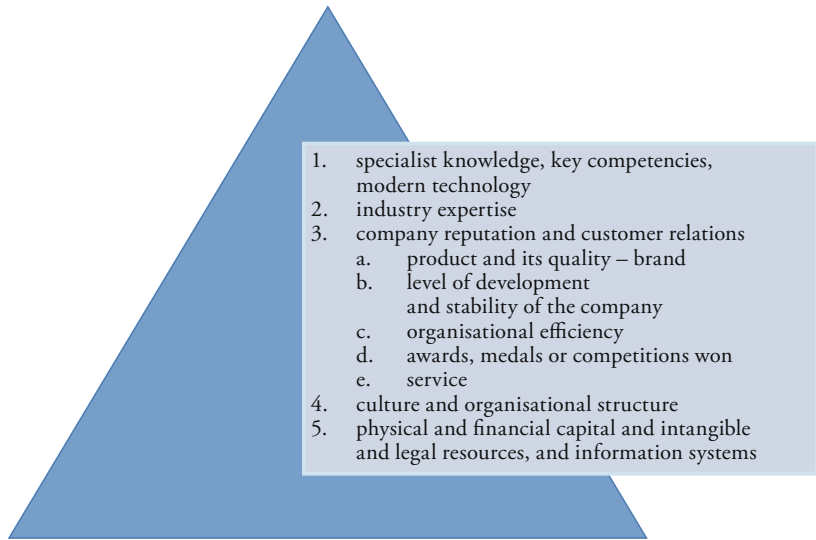 1. specialist knowledge, key competencies,
modern technology
2. industry expertise
3. company reputation and customer relations
a. product and its quality – brand
b. level of development
and stability of the company
c. organisational efficiency
d. awards, medals or competitions won
e. service
4. culture and organisational structure
5. physical and financial capital and intangible
and legal resources, and information systems